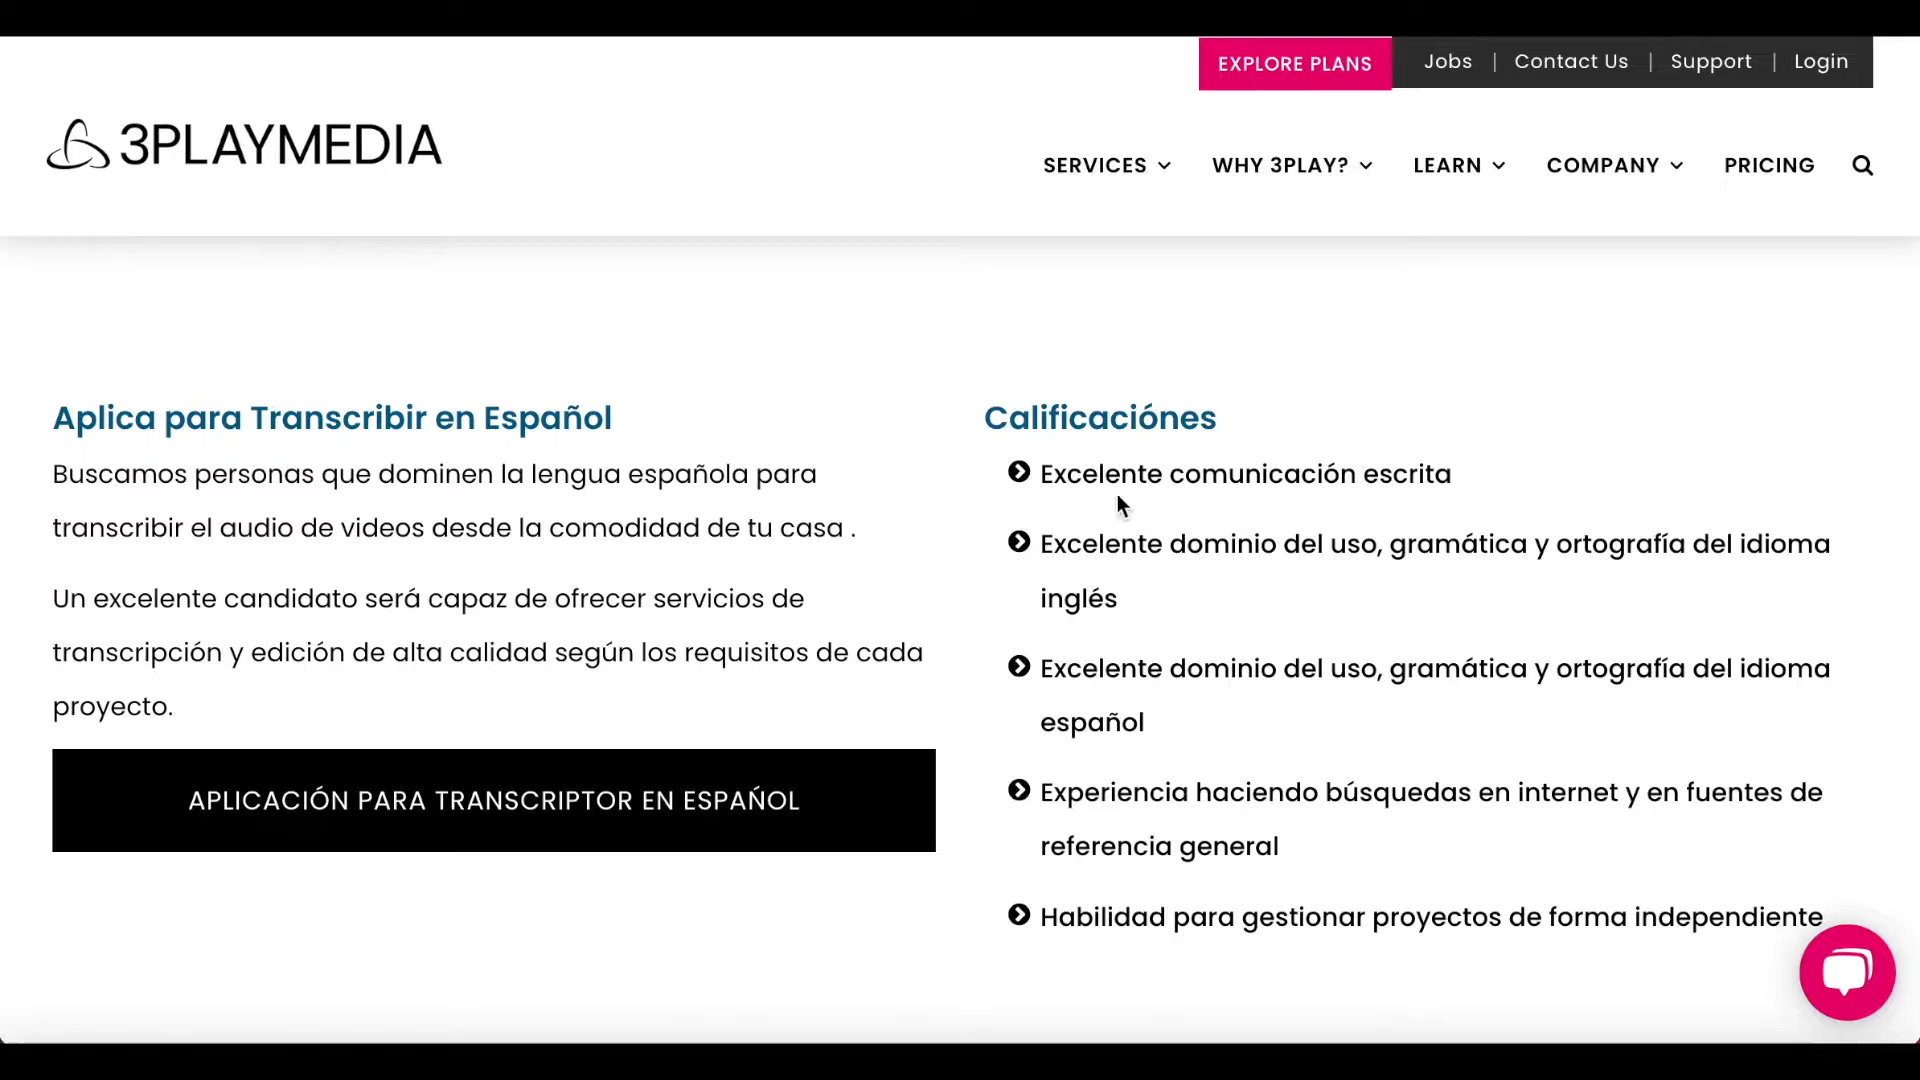 EXPLORE PLANS
Jobs | Contact Us | Support | Login
3PLAYMEDIA
SERVICES WHY 3PLAY? LEARN COMPANY PRICING
Aplica para Transcribir en Español
Buscamos personas que dominen la lengua española para
transcribir el audio de videos desde la comodidad de tu casa .
Un excelente candidato será capaz de ofrecer servicios de
transcripción y edición de alta calidad según los requisitos de cada
proyecto.
APLICACIÓN PARA TRANSCRIPTOR EN ESPAÑOL
Calificaciónes
Excelente comunicación escrita
Excelente dominio del uso, gramática y ortografía del idioma
inglés
Excelente dominio del uso, gramática y ortografía del idioma
español
Experiencia haciendo búsquedas en internet y en fuentes de
referencia general
Habilidad para gestionar proyectos de forma independiente